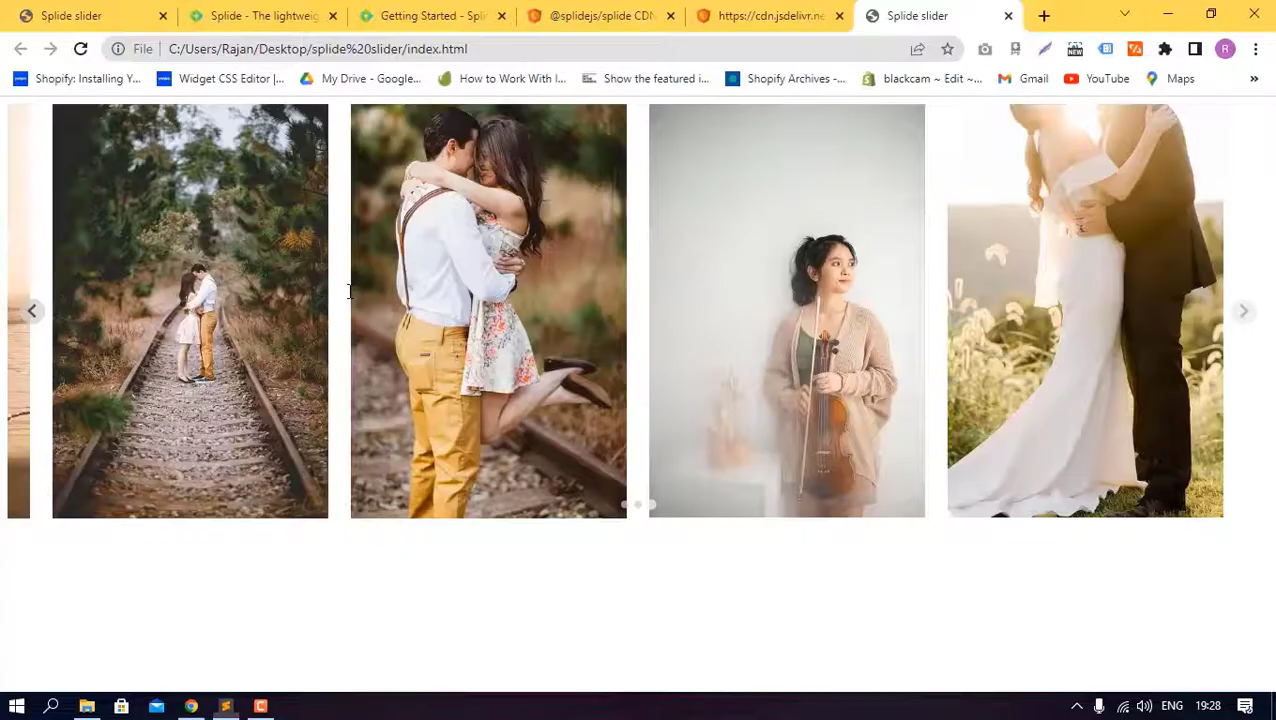 Splide slider
Splide - The lightweig
Getting Started - Spli
@splidejs/splide CDN
https://cdn.jsdelivr.ne
Splide slider
File
C:/Users/Rajan/Desktop/splide%20slider/index.html
R
Shopify: Installing Y...
Widget CSS Editor |...
My Drive - Google...
How to Work With I...
Show the featured i...
Shopify Archives -...
blackcam ~ Edit ~...
Gmail
YouTube
Maps
»
ENG
19:28